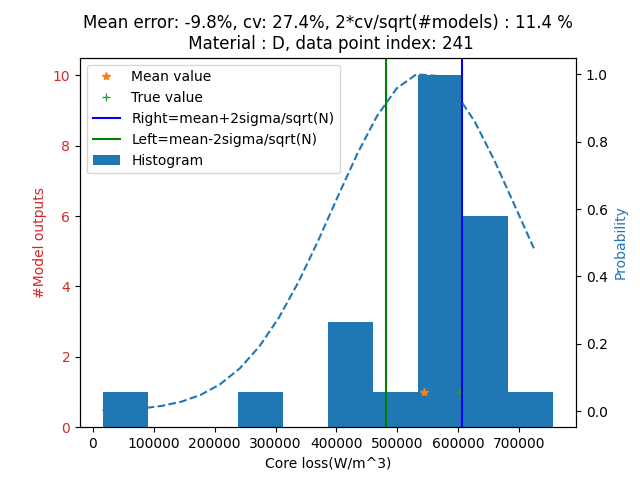 Mean error: -9.8%, cv: 27.4%, 2*cv/sqrt(#models) : 11.4 %
Material : D, data point index: 241
Mean value
True value
Right=mean+2sigma/sqrt(N)
Left=mean-2sigma/sqrt(N)
Histogram
#Model outputs
10
8
6
4
2
0
Probability
1.0
0.8
0.6
0.4
0.2
0.0
0 100000 200000 300000 400000 500000 600000 700000
Core loss(W/m^3)